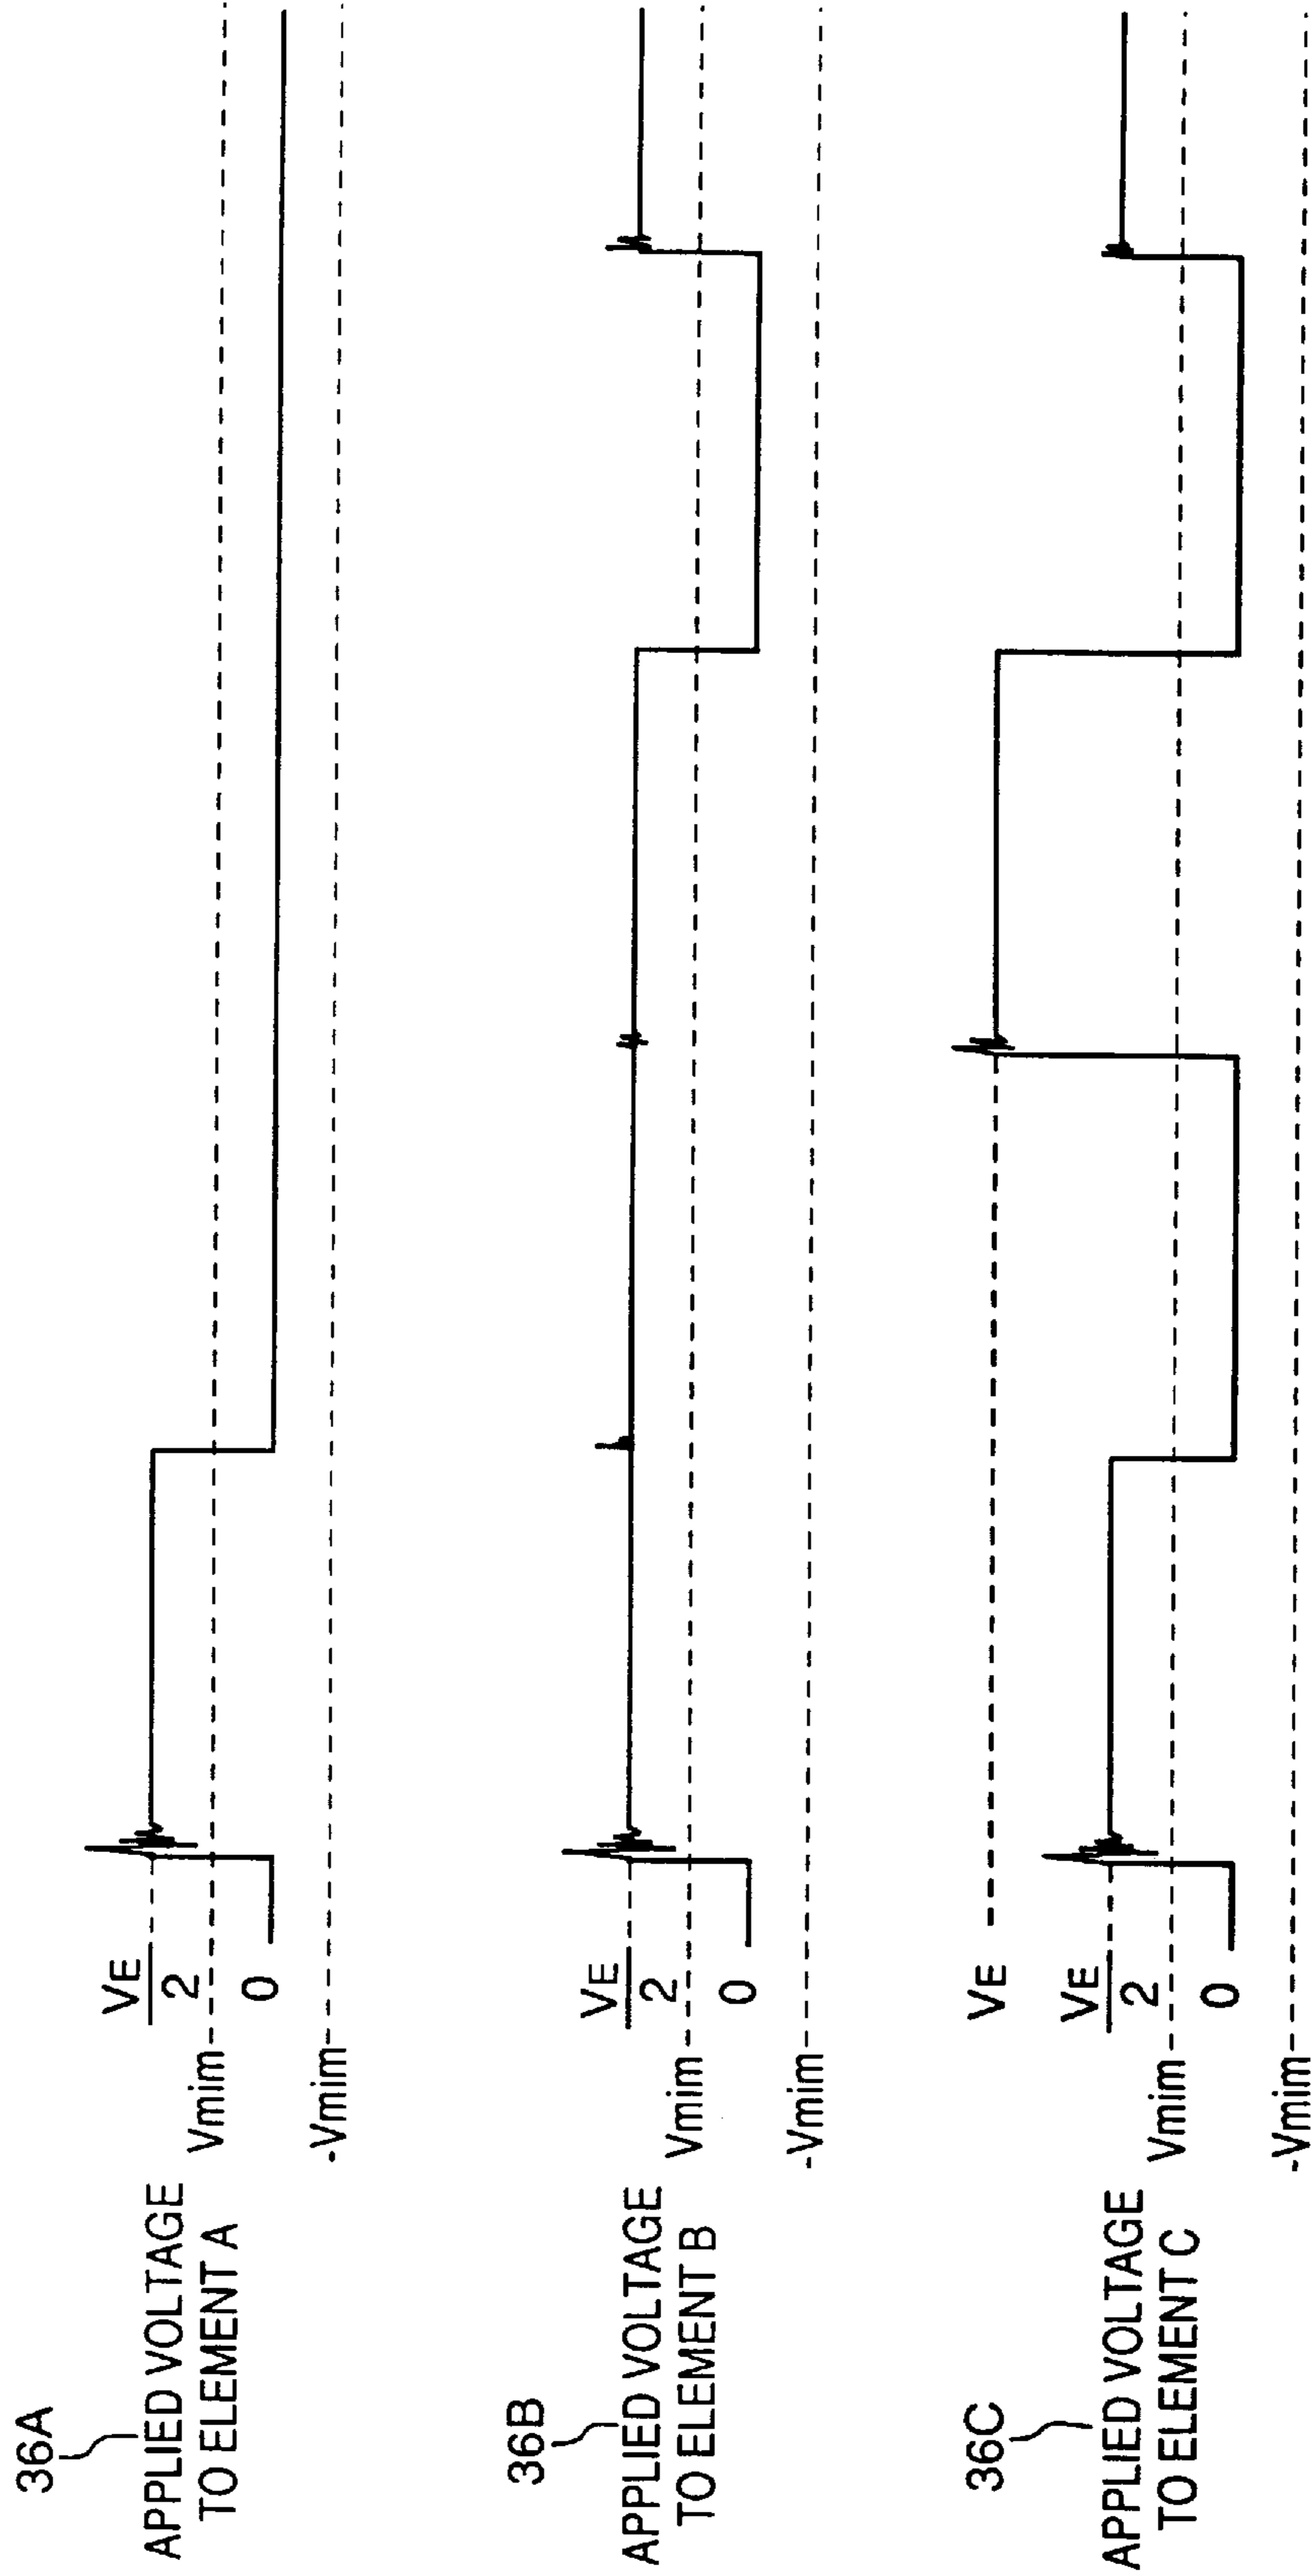 36A
APPLIED VOLTAGE
TO ELEMENT A
VE
2
Vmim
0
-Vmim
36B
APPLIED VOLTAGE
TO ELEMENT B
VE
2
Vmim
0
-Vmim
36C
APPLIED VOLTAGE
TO ELEMENT C
VE
VE
2
Vmim
0
-Vmim